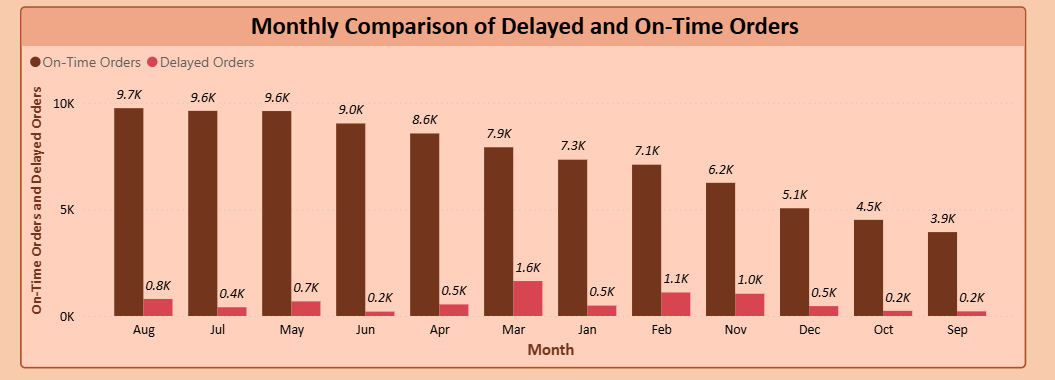 Monthly Comparison of Delayed and On-Time Orders
On-Time Orders Delayed Orders
On-Time Orders and Delayed Orders
10K
5K
0K
9.7K 9.6K 9.6K 9.0K 8.6K 7.9K 7.3K 7.1K 6.2K 5.1K 4.5K 3.9K
0.8K 0.4K 0.7K 0.2K 0.5K 1.6K 0.5K 1.1K 1.0K 0.5K 0.2K 0.2K
Aug Jul May Jun Apr Mar Jan Feb Nov Dec Oct Sep
Month